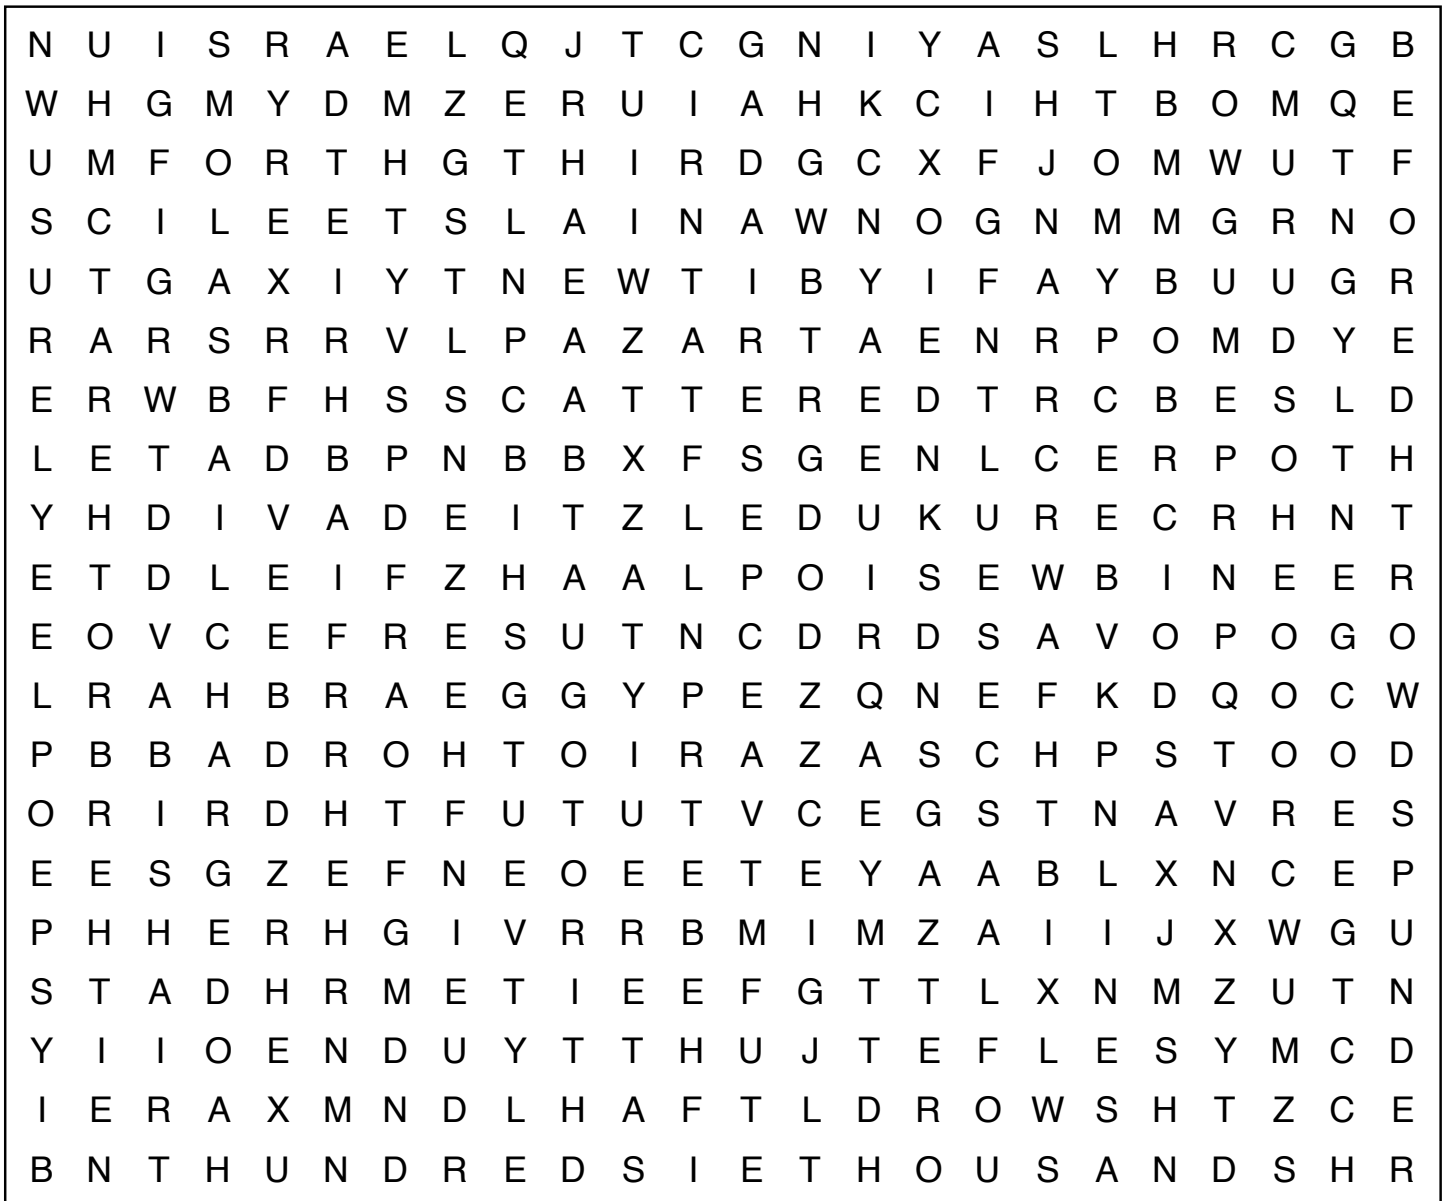 N U I S R A E L Q J T C G N I Y A S L H R C G B
W H G M Y D M Z E R U I A H K C I H T B O M Q E
U M F O R T H G T H I R D G C X F J O M W U T F
S C I L E E T S L A I N A W N O G N M M G R N O
U T G A X I Y T N E W T I B Y I F A Y B U U G R
R A R S R R V L P A Z A R T A E N R P O M D Y E
E R W B F H S S C A T T E R E D T R C B E S L D
L E T A D B P N B B X F S G E N L C E R P O T H
Y H D I V A D E I T Z L E D U K U R E C R H N T
E T D L E I F Z H A A L P O I S E W B I N E E R
E O V C E F R E S U T N C D R D S A V O P O G O
L R A H B R A E G G Y P E Z Q N E F K D Q O C W
P B B A D R O H T O I R A Z A S C H P S T O O D
O R I R D H T F U T U T V C E G S T N A V R E S
E E S G Z E F N E O E E T E Y A A B L X N C E P
P H H E R H G I V R R B M I M Z A I I J X W G U
S T A D H R M E T I E E F G T T L X N M Z U T N
Y I I O E N D U Y T T H U J T E F L E S Y M C D
I E R A X M N D L H A F T L D R O W S H T Z C E
B N T H U N D R E D S I E T H O U S A N D S H R